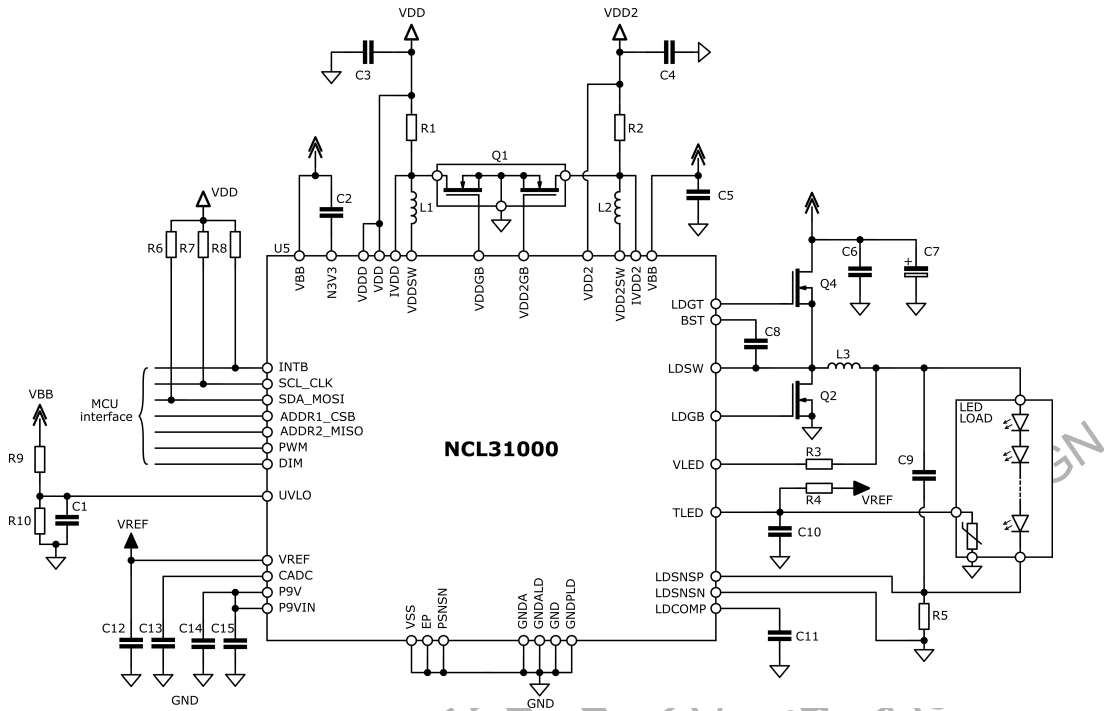 VDD
VDD2
C3
C4
R1
R2
Q1
C2
L1
L2
C5
VDD
R6
R7
R8
U5
VBB
N3V3
VDDD
VDD
IVDD
VDDSW
VDDGB
VDD2GB
VDD2
VDD2SW
IVDD2
VBB
C6
C7
+
Q4
LDGT
BST
C8
L3
LDSW
Q2
LDGB
INTB
SCL_CLK
SDA_MOSI
ADDR1_CSB
ADDR2_MISO
PWM
DIM
MCU
interface
VBB
NCL31000
LED
LOAD
R9
VLED
R3
C9
R4
VREF
R10
C1
UVLO
TLED
C10
VREF
VREF
CADC
P9V
P9VIN
LDSNSP
LDSNSN
LDCOMP
R5
C12
C13
C14
C15
VSS
EP
PSNSN
GNDA
GNDALD
GND
GNDPLD
C11
GND
GND